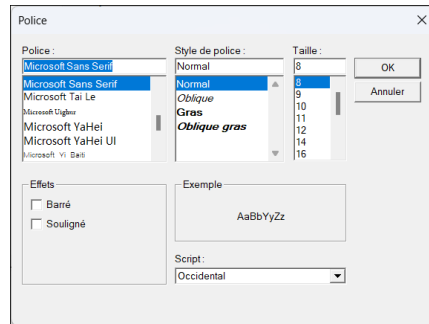 Police
Police :
Microsoft Sans Serif
Microsoft Sans Serif
Microsoft Tai Le
Microsoft Uighur
Microsoft YaHei
Microsoft YaHei UI
Microsoft Yi Baiti
Style de police :
Normal
Normal
Oblique
Gras
Oblique gras
Taille :
8
8
9
10
11
12
14
16
OK
Annuler
Effets
Barré
Souligné
Exemple
AaBbYyZz
Script :
Occidental